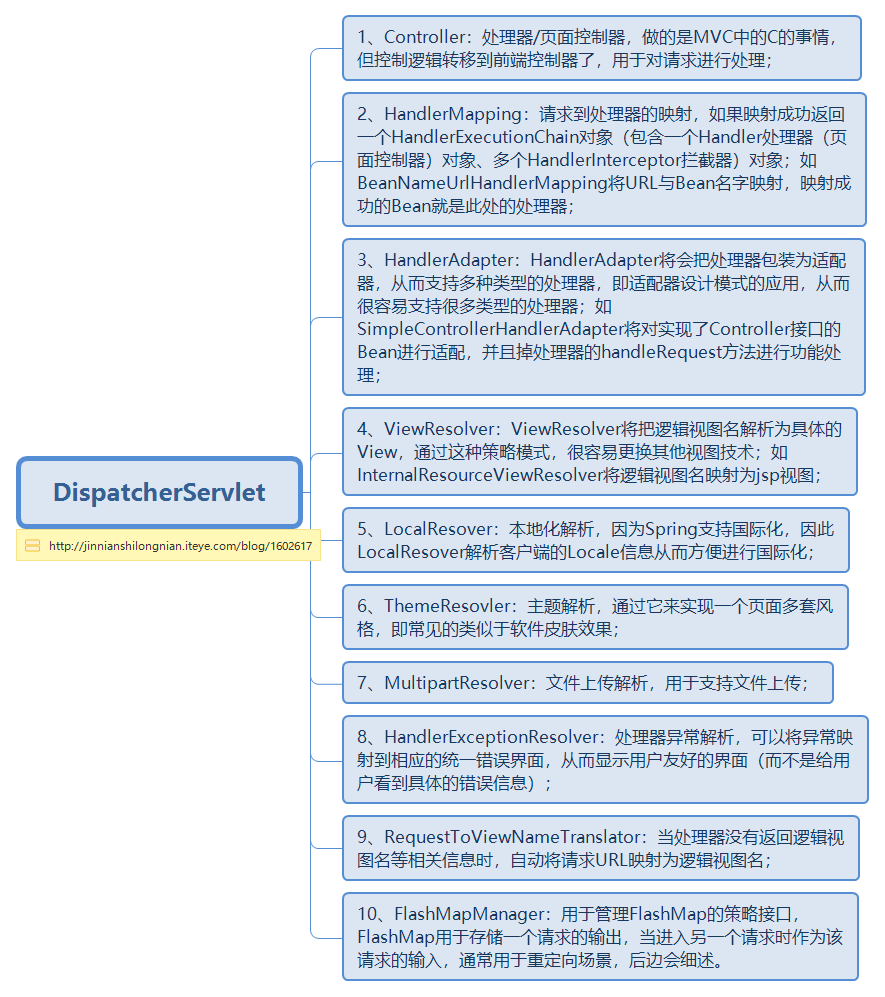 1、Controller：处理器/页面控制器，做的是MVC中的C的事情，
但控制逻辑转移到前端控制器了，用于对请求进行处理；
2、HandlerMapping：请求到处理器的映射，如果映射成功返回
一个HandlerExecutionChain对象（包含一个Handler处理器（页
面控制器）对象、多个HandlerInterceptor拦截器）对象；如
BeanNameUrlHandlerMapping将URL与Bean名字映射，映射成
功的Bean就是此处的处理器；
3、HandlerAdapter：HandlerAdapter将会把处理器包装为适配
器，从而支持多种类型的处理器，即适配器设计模式的应用，从而
很容易支持很多类型的处理器；如
SimpleControllerHandlerAdapter将对实现了Controller接口的
Bean进行适配，并且掉处理器的handleRequest方法进行功能处
理；
4、ViewResolver：ViewResolver将把逻辑视图名解析为具体的
View，通过这种策略模式，很容易更换其他视图技术；如
InternalResourceViewResolver将逻辑视图名映射为jsp视图；
DispatcherServlet
http://jinnianshilongnian.iteye.com/blog/1602617
5、LocalResover：本地化解析，因为Spring支持国际化，因此
LocalResover解析客户端的Locale信息从而方便进行国际化；
6、ThemeResovler：主题解析，通过它来实现一个页面多套风
格，即常见的类似于软件皮肤效果；
7、MultipartResolver：文件上传解析，用于支持文件上传；
8、HandlerExceptionResolver：处理器异常解析，可以将异常映
射到相应的统一错误界面，从而显示用户友好的界面（而不是给用
户看到具体的错误信息）；
9、RequestToViewNameTranslator：当处理器没有返回逻辑视
图名等相关信息时，自动将请求URL映射为逻辑视图名；
10、FlashMapManager：用于管理FlashMap的策略接口，
FlashMap用于存储一个请求的输出，当进入另一个请求时作为该
请求的输入，通常用于重定向场景，后边会细述。